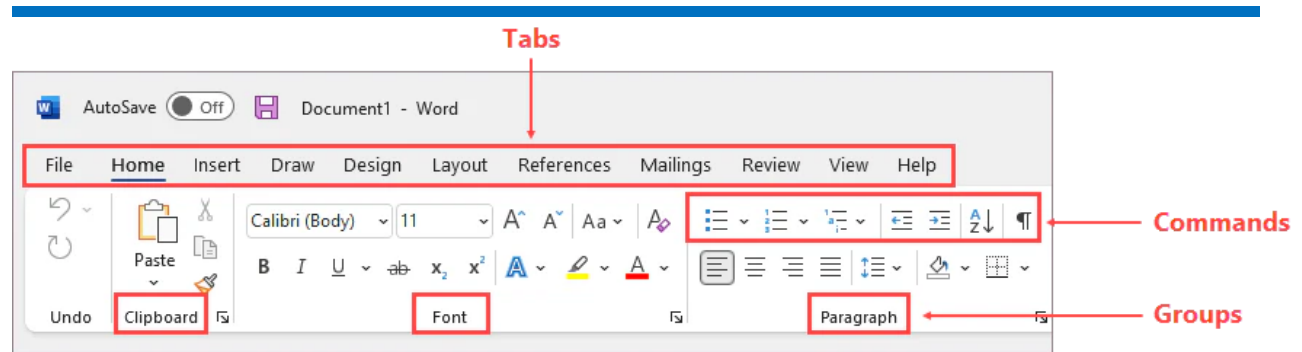 Tabs
AutoSave Off Document1 - Word
File Home Insert Draw Design Layout References Mailings Review View Help
Calibri (Body) 11 Aa
Commands
Paste B I U ab x2 x2 A A
Undo Clipboard Font Paragraph Groups